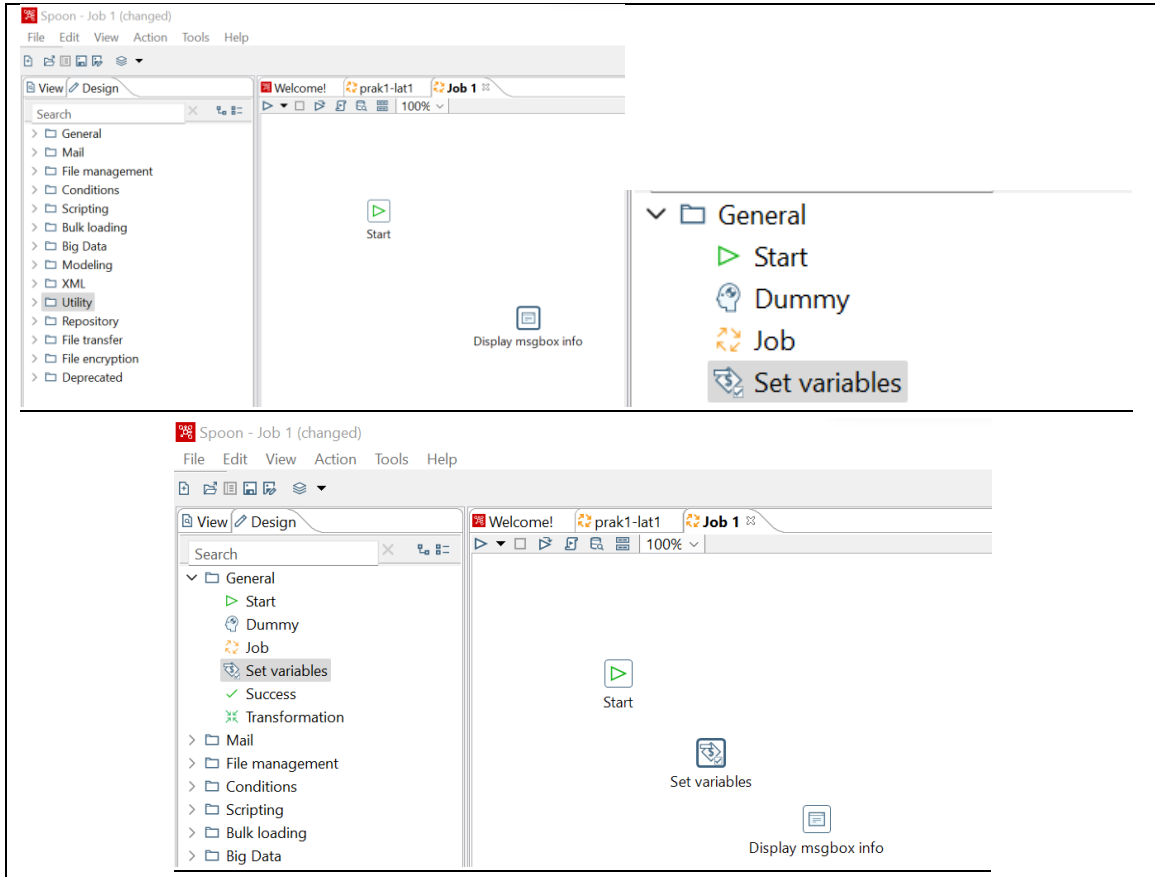 Spoon - Job 1 (changed)
File Edit View Action Tools Help
View Design
Welcome! prak1-lat1 Job 1
Search
100%
General
Mail
File management
Conditions
Scripting
Bulk loading
Big Data
Modeling
XML
Utility
Repository
File transfer
File encryption
Deprecated
Start
Display msgbox info
General
Start
Dummy
Job
Set variables
Spoon - Job 1 (changed)
File Edit View Action Tools Help
View Design
Welcome! prak1-lat1 Job 1
Search
100%
General
Start
Dummy
Job
Set variables
Success
Transformation
Mail
File management
Conditions
Scripting
Bulk loading
Big Data
Start
Set variables
Display msgbox info